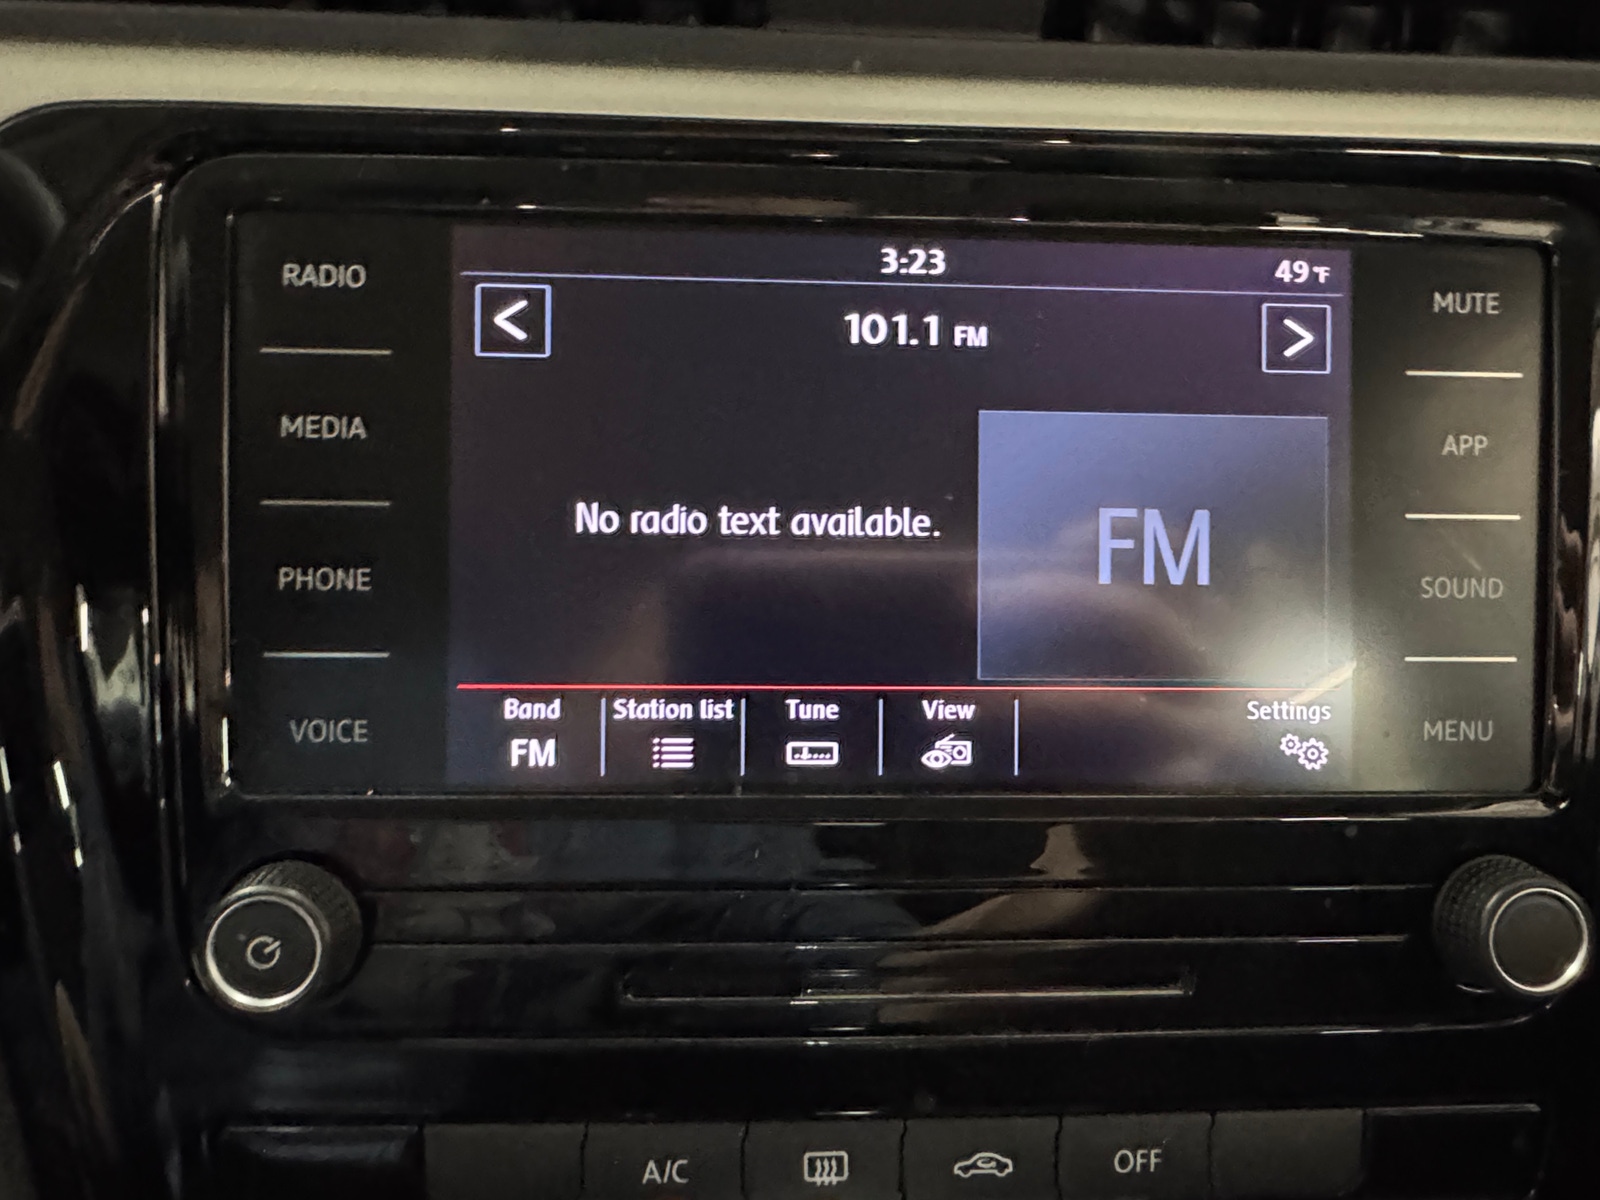 RADIO
MEDIA
PHONE
VOICE
3:23
49°F
101.1 FM
No radio text available.
FM
Band
FM
Station list
Tune
View
Settings
MUTE
APP
SOUND
MENU
A/C
OFF